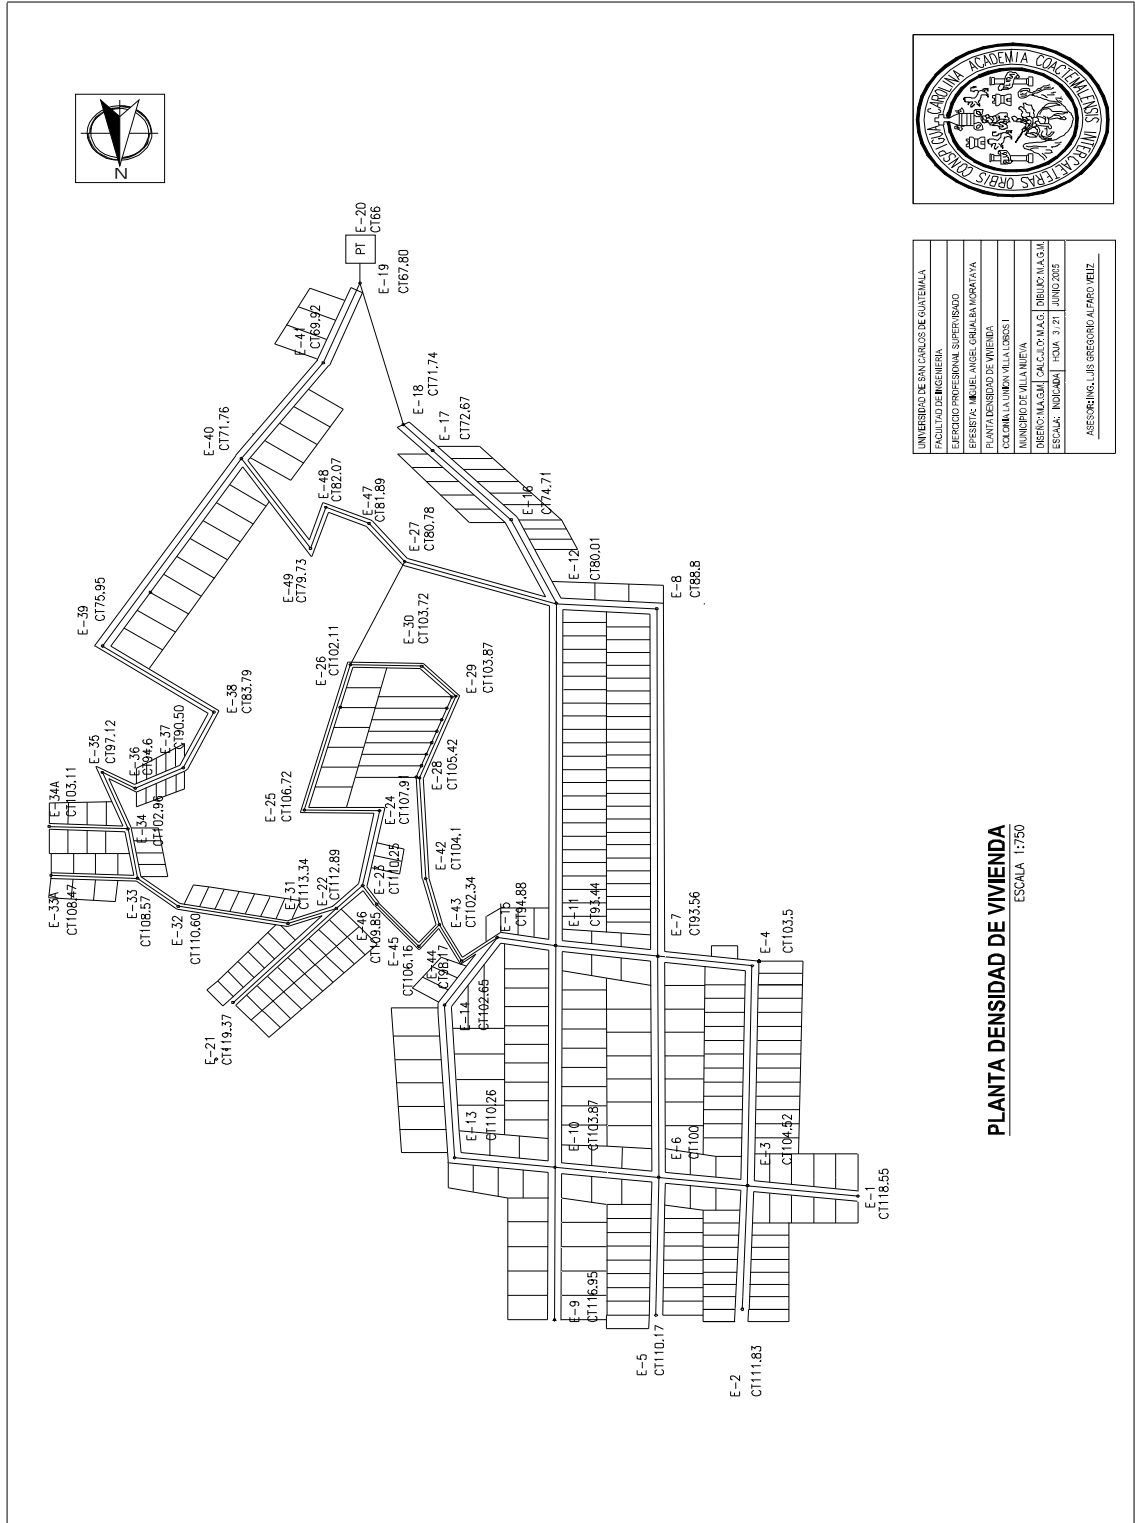 N
CAROLINA ACADEMIA COACTEMALENSIS INTERCAETERAS ORBIS CONSPICUA
UNIVERSIDAD DE SAN CARLOS DE GUATEMALA
FACULTAD DE INGENIERIA
EJERCICIO PROFESIONAL SUPERVISADO
EPESISTA: MIGUEL ANGEL GRIJALBA MORATAYA
PLANTA DENSIDAD DE VIVIENDA
COLONIA LA UNION VILLA LOBOS I
MUNICIPIO DE VILLA NUEVA
DISEÑO: M.A.G.M. CALCULO: M.A.G. DIBUJO: M.A.G.M.
ESCALA: INDICADA HOJA 3 / 21 JUNIO 2005
ASESOR: ING. LUIS GREGORIO ALFARO VELIZ
PT
E-20
CT66
E-19
CT67.80
E-41
CT69.92
E-18
CT71.74
E-17
CT72.67
E-40
CT71.76
E-48
CT82.07
E-47
CT81.89
E-16
CT74.71
E-27
CT80.78
E-12
CT80.01
E-49
CT79.73
E-8
CT88.8
E-39
CT75.95
E-30
CT103.72
E-26
CT102.11
E-29
CT103.87
E-38
CT83.79
E-37
CT90.50
E-36
CT94.6
E-35
CT97.12
E-28
CT105.42
E-34A
CT103.11
E-34
CT102.96
E-25
CT106.72
E-24
CT107.91
E-42
CT104.1
E-23
CT110.25
E-22
CT112.89
E-31
CT113.34
E-33A
CT108.47
E-33
CT108.57
E-32
CT110.60
E-43
CT102.34
E-15
CT94.88
E-11
CT93.44
E-7
CT93.56
E-4
CT103.5
E-46
CT109.85
E-45
CT106.16
E-44
CT98.17
E-14
CT102.65
E-21
CT119.37
E-13
CT110.26
E-10
CT103.87
E-6
CT100
E-3
CT104.52
E-1
CT118.55
E-9
CT116.95
E-5
CT110.17
E-2
CT111.83
PLANTA DENSIDAD DE VIVIENDA
ESCALA 1:750